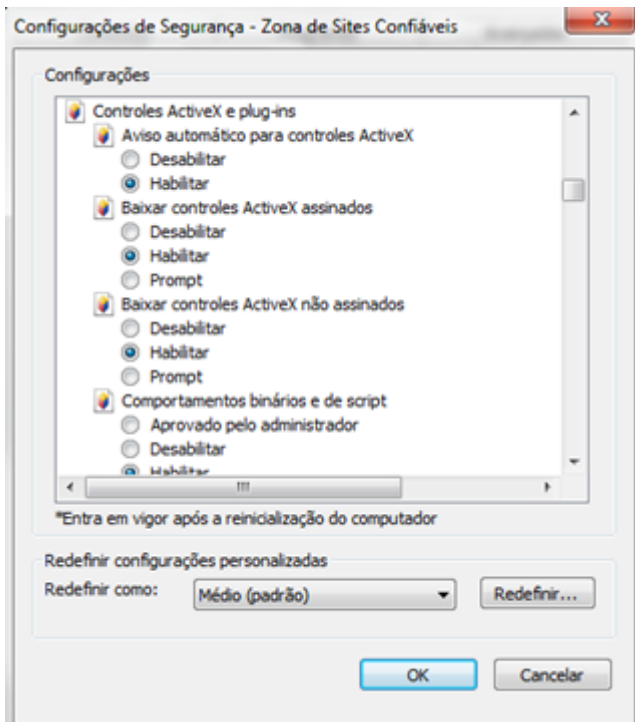 Configurações de Segurança - Zona de Sites Confiáveis
Configurações
Controles ActiveX e plug-ins
Aviso automático para controles ActiveX
Desabilitar
Habilitar
Baixar controles ActiveX assinados
Desabilitar
Habilitar
Prompt
Baixar controles ActiveX não assinados
Desabilitar
Habilitar
Prompt
Comportamentos binários e de script
Aprovado pelo administrador
Desabilitar
Habilitar
*Entra em vigor após a reinicialização do computador
Redefinir configurações personalizadas
Redefinir como: Médio (padrão) Redefinir...
OK Cancelar